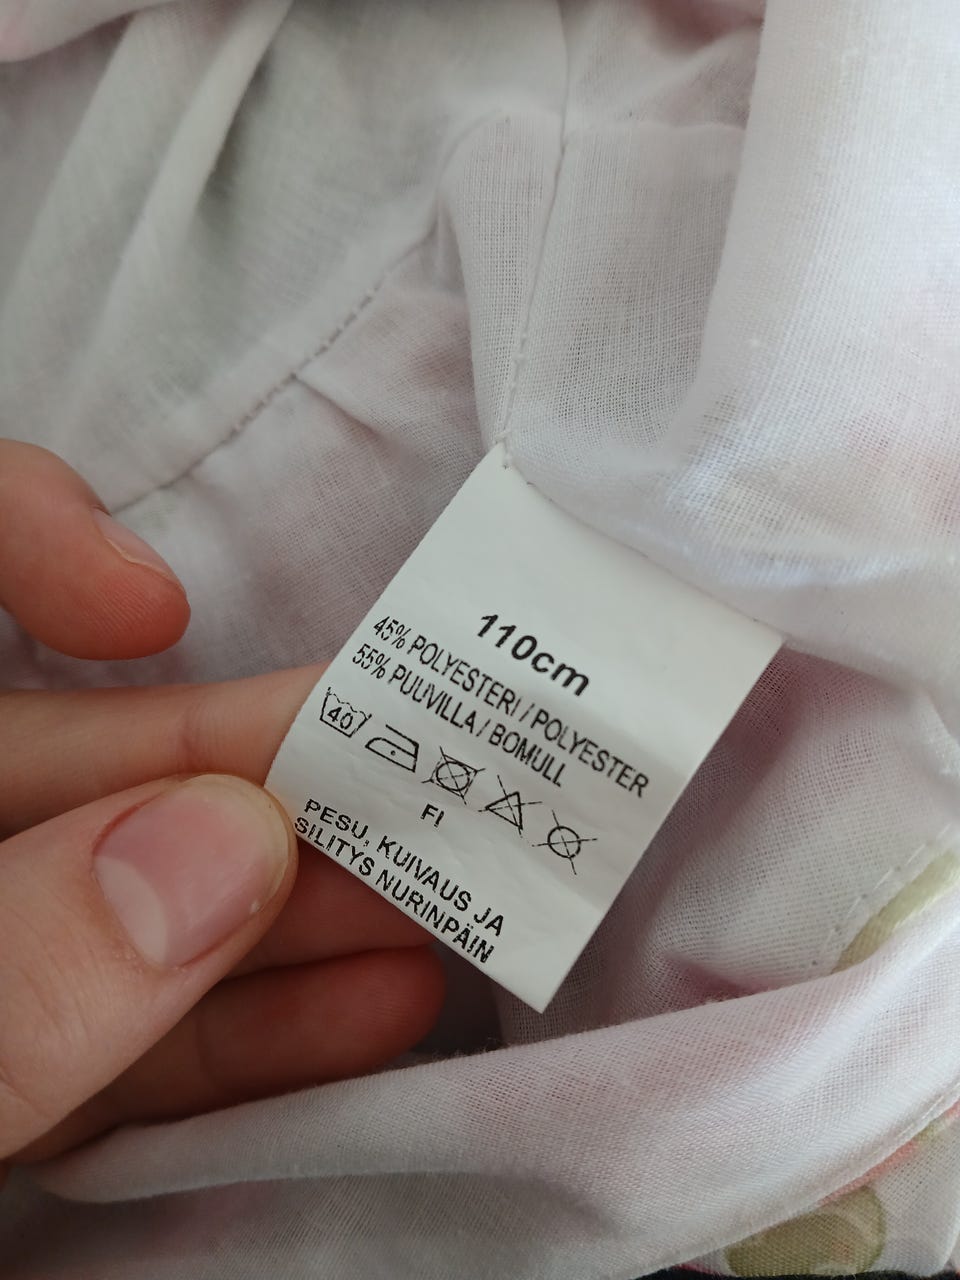 110cm
45% POLYESTERI / POLYESTER
55% PUUVILLA / BOMULL
40
FI
PESU, KUIVAUS JA
SILITYS NURINPÄIN